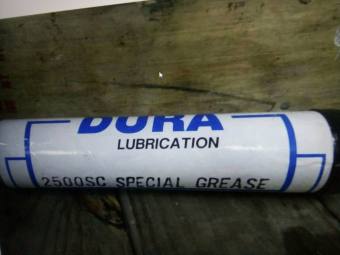 DURA
LUBRICATION
2500SC SPECIAL GREASE